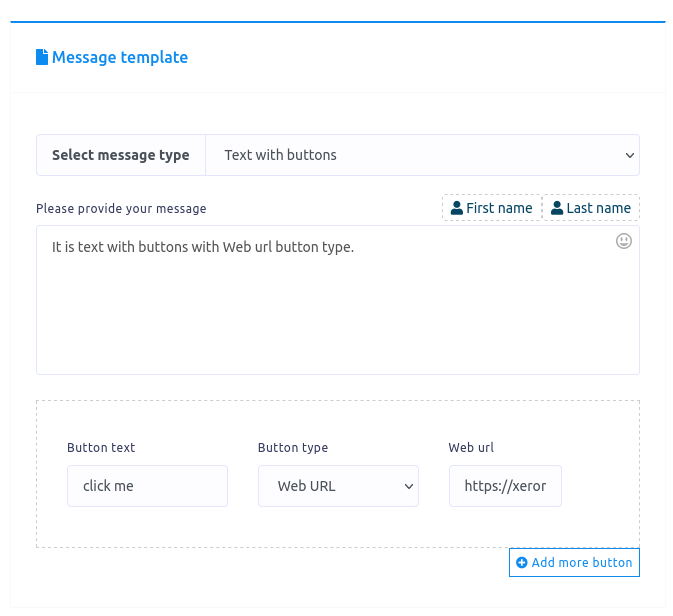 Message template
Select message type Text with buttons
Please provide your message First name Last name
It is text with buttons with Web url button type.
Button text Button type Web url
click me Web URL https://xeror
Add more button